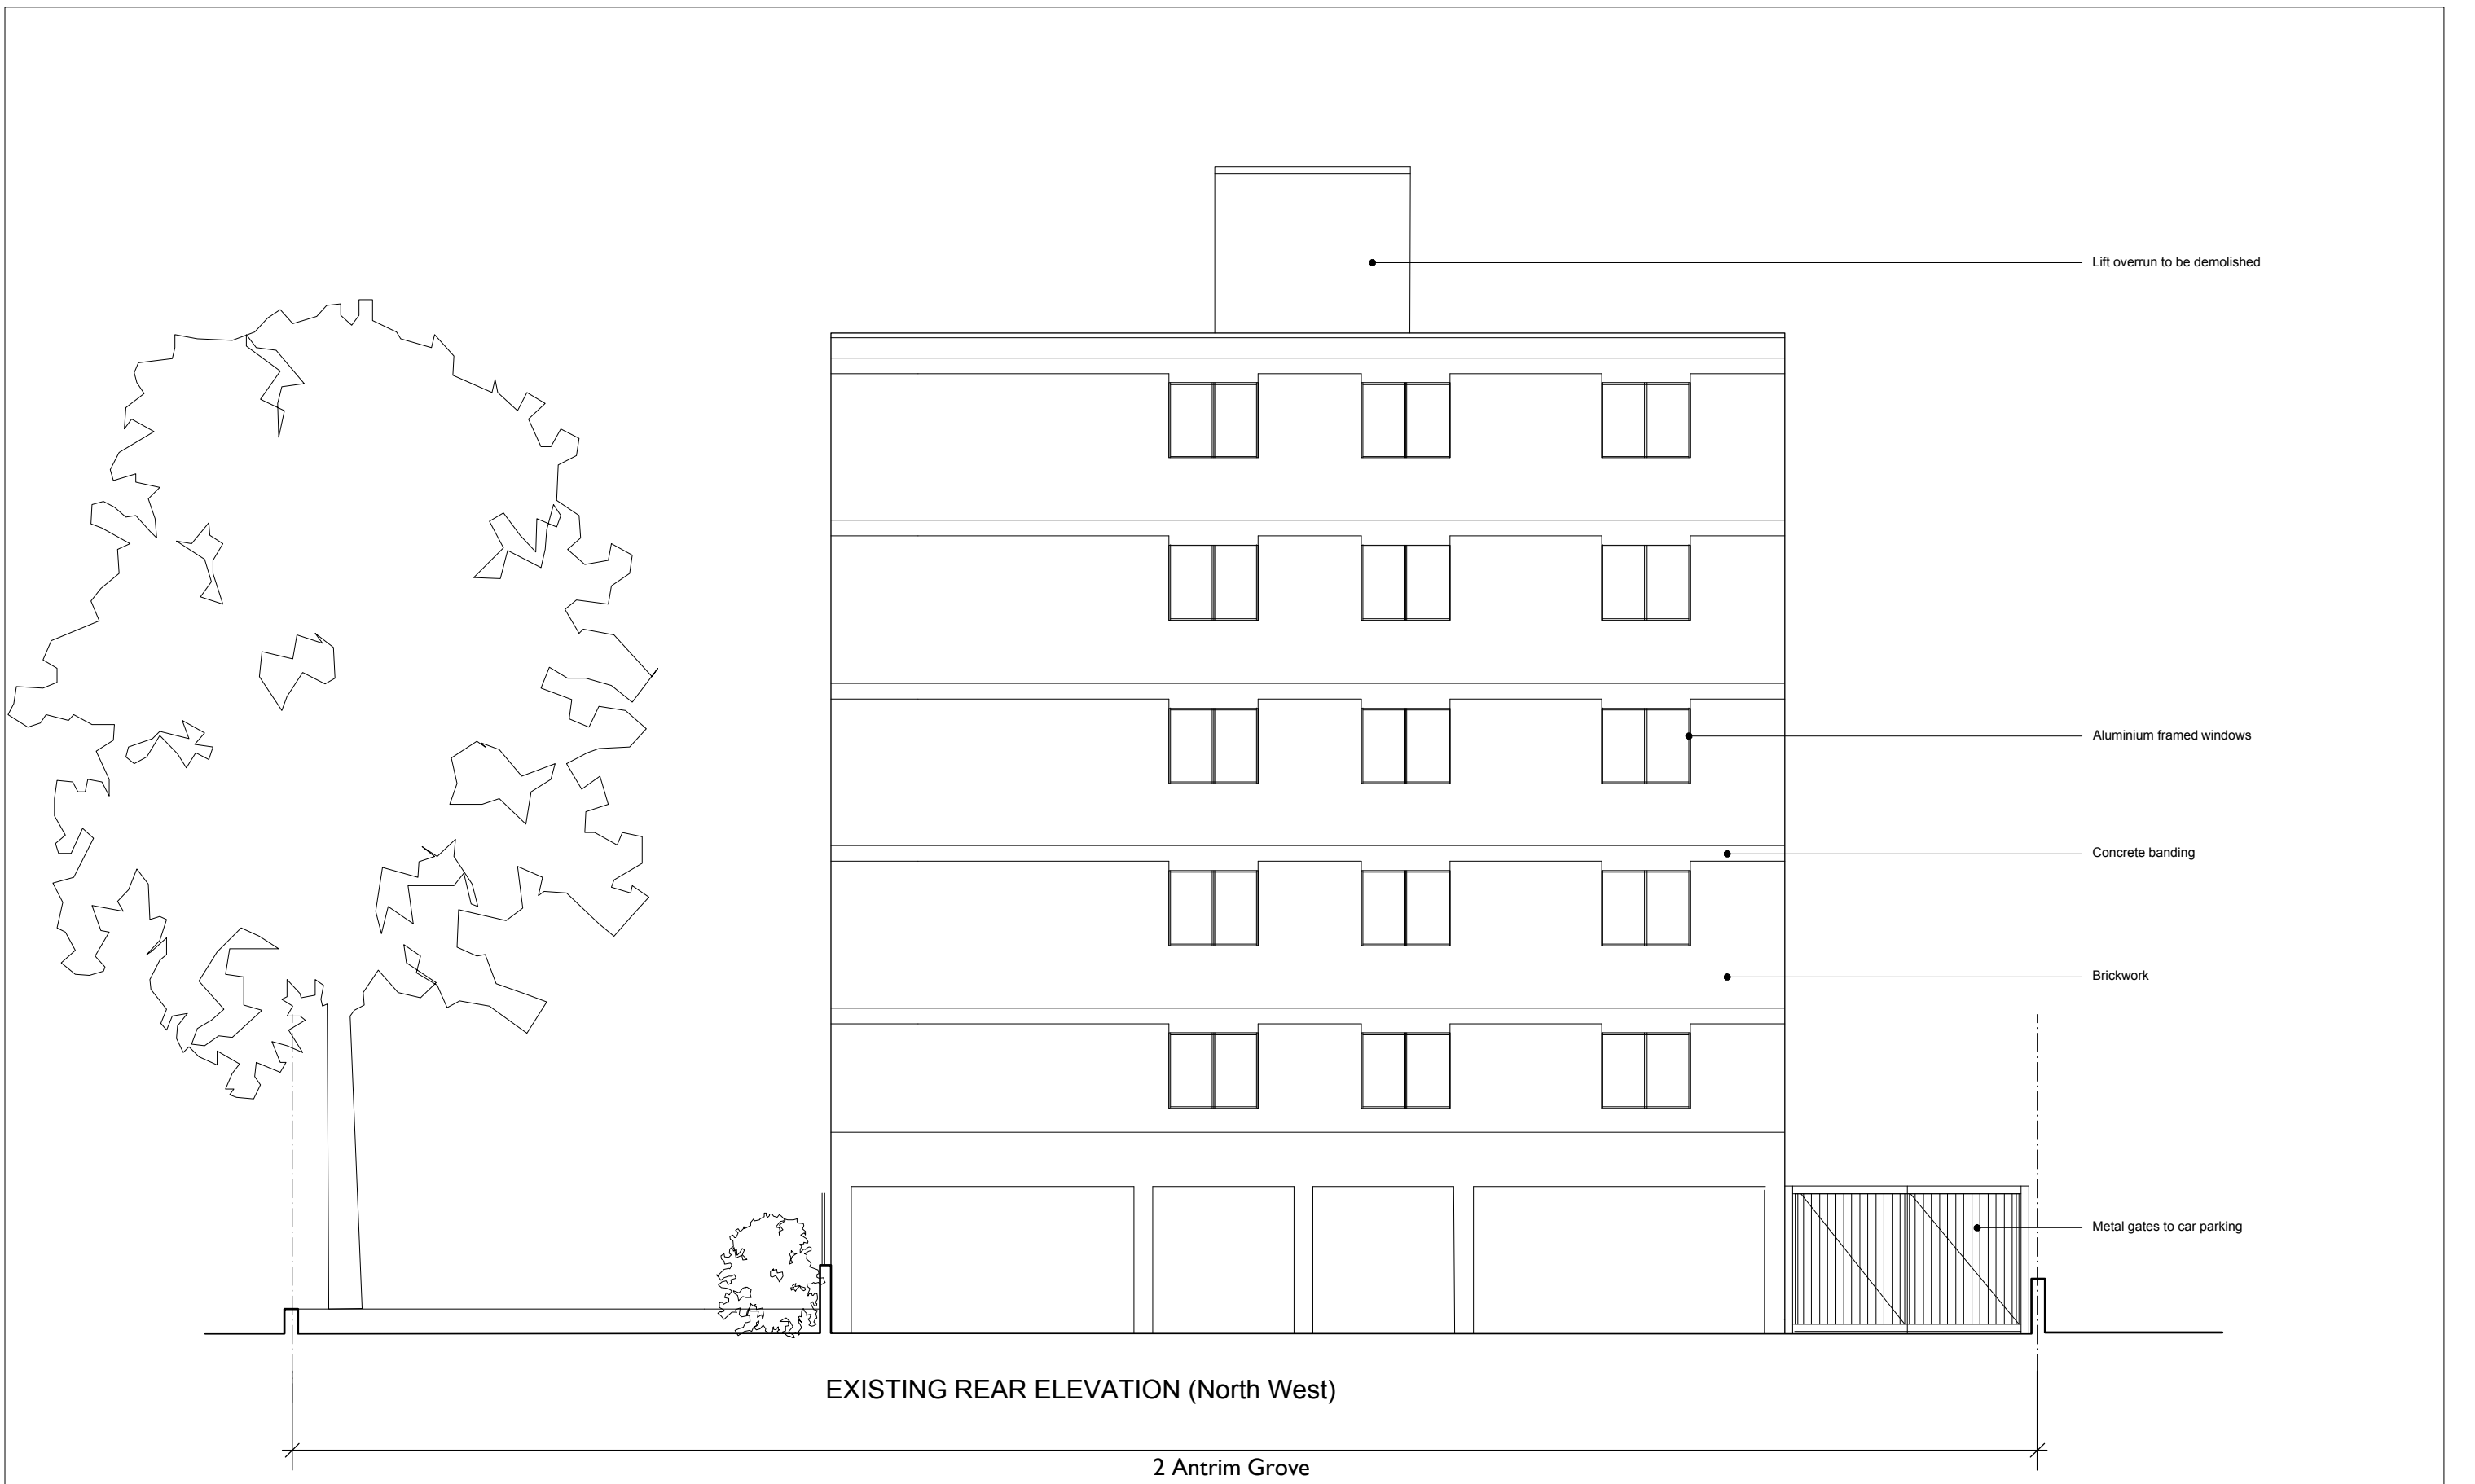 Lift overrun to be demolished
Aluminium framed windows
Concrete banding
Brickwork
Metal gates to car parking
EXISTING REAR ELEVATION (North West)
2 Antrim Grove